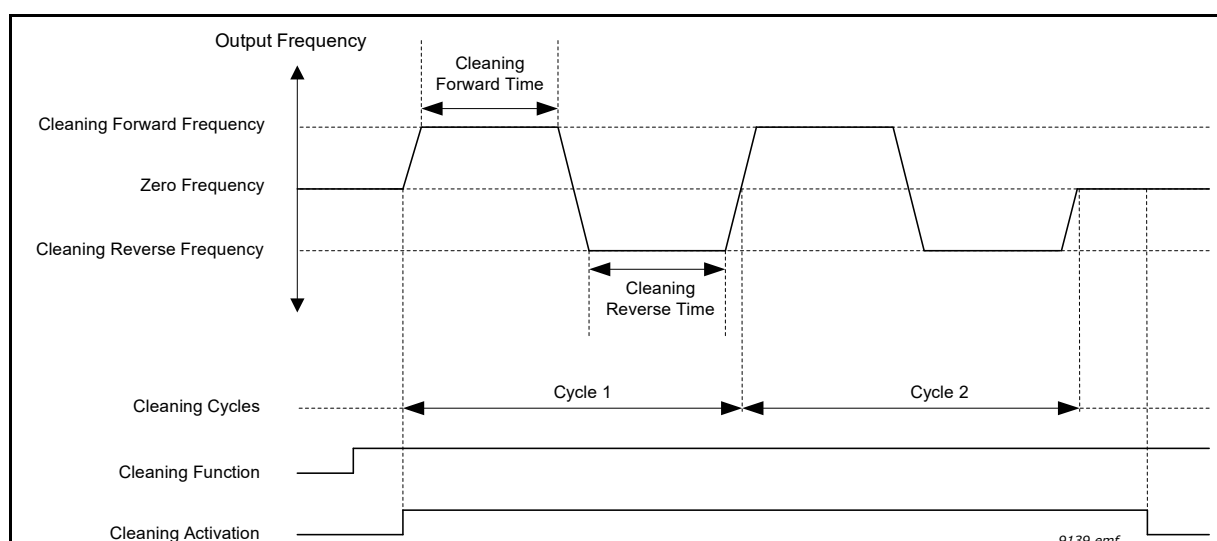 Output Frequency
Cleaning
Forward Time
Cleaning Forward Frequency
Zero Frequency
Cleaning Reverse Frequency
Cleaning
Reverse Time
Cycle 1
Cycle 2
Cleaning Cycles
Cleaning Function
Cleaning Activation
9139.emf